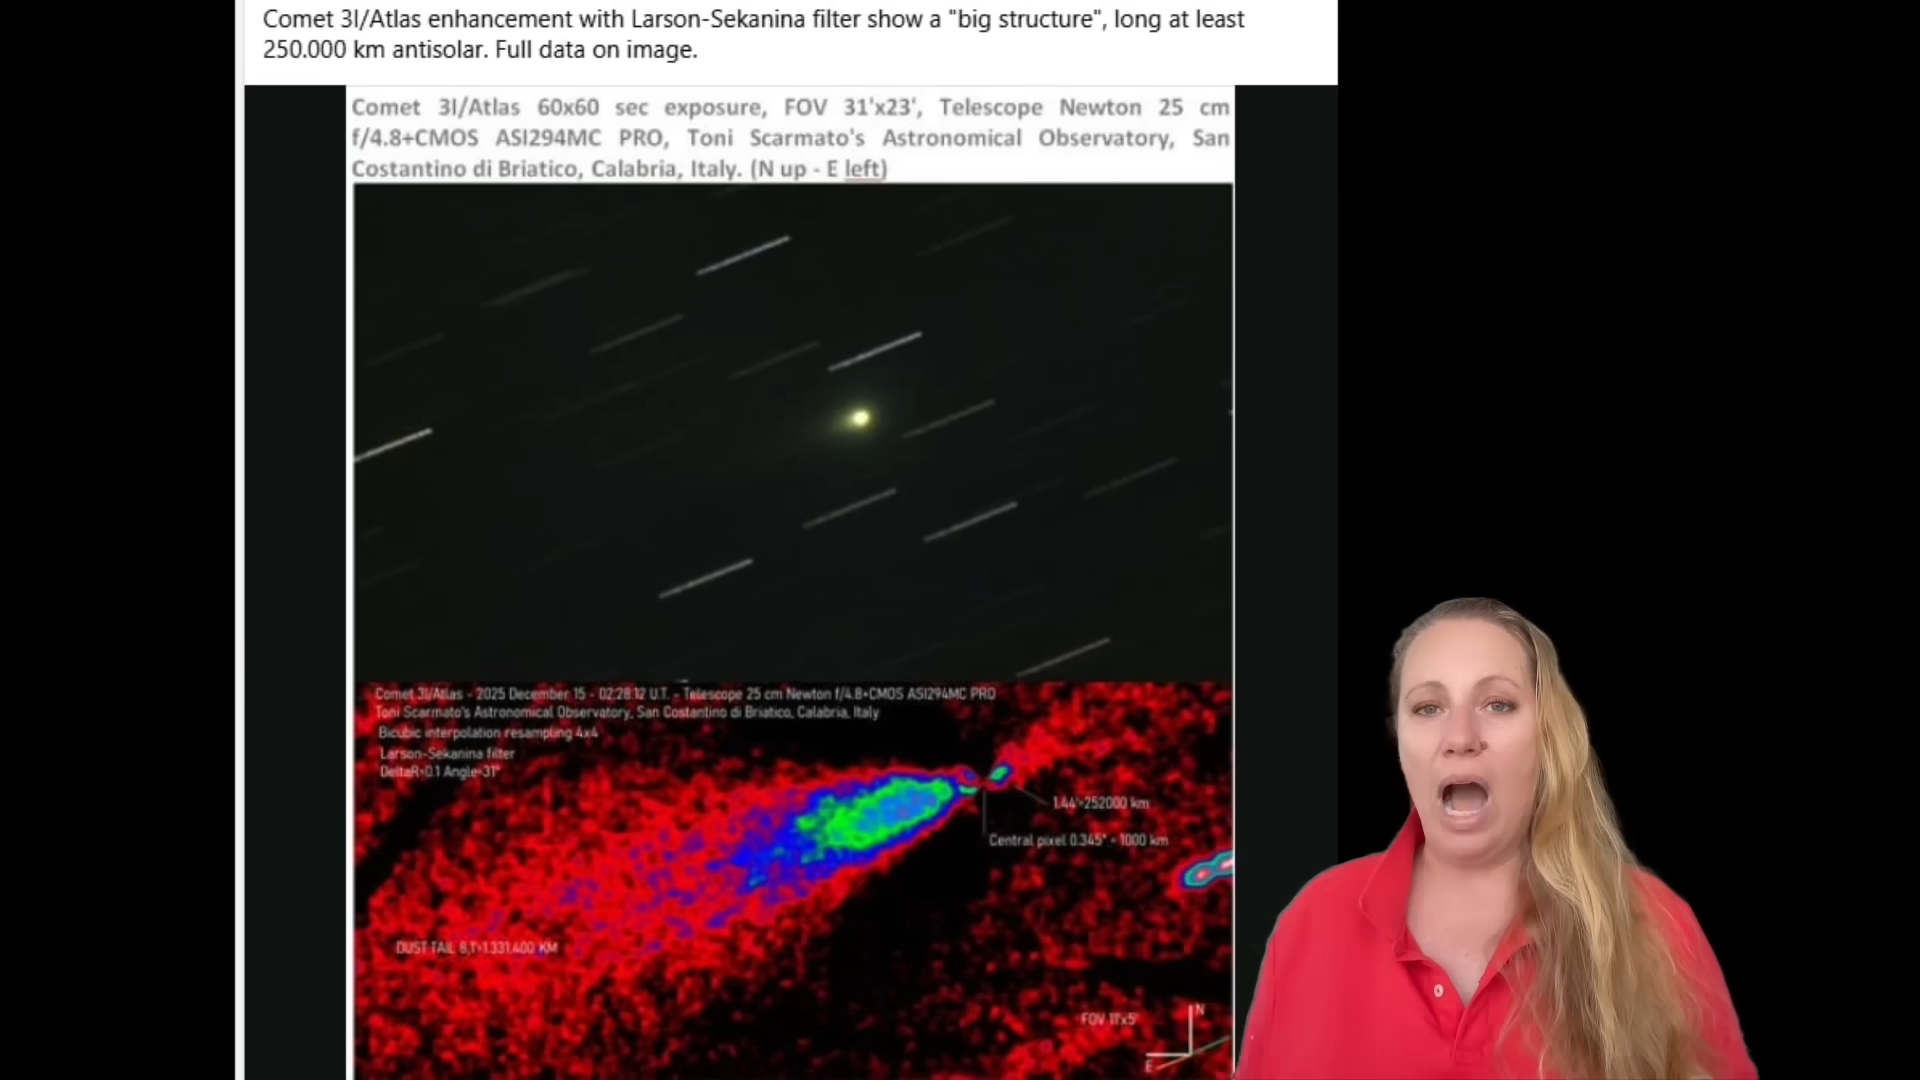 Comet 3I/Atlas enhancement with Larson-Sekanina filter show a "big structure", long at least
250.000 km antisolar. Full data on image.
Comet 3I/Atlas 60x60 sec exposure, FOV 31'x23', Telescope Newton 25 cm
f/4.8+CMOS ASI294MC PRO, Toni Scarmato's Astronomical Observatory, San
Costantino di Briatico, Calabria, Italy. (N up - E left)
Comet 3I/Atlas - 2025 December 15 - 02:28:12 U.T. - Telescope 25 cm Newton f/4.8+CMOS ASI294MC PRO
Toni Scarmato's Astronomical Observatory, San Costantino di Briatico, Calabria, Italy
Bicubic interpolation resampling 4x4
Larson-Sekanina filter
DeltaR=0.1 Angle=31°
1.44'=252000 km
Central pixel 0.345" = 1000 km
DUST TAIL 8,1'=1.331.400 KM
FOV 11'x5'
N
E